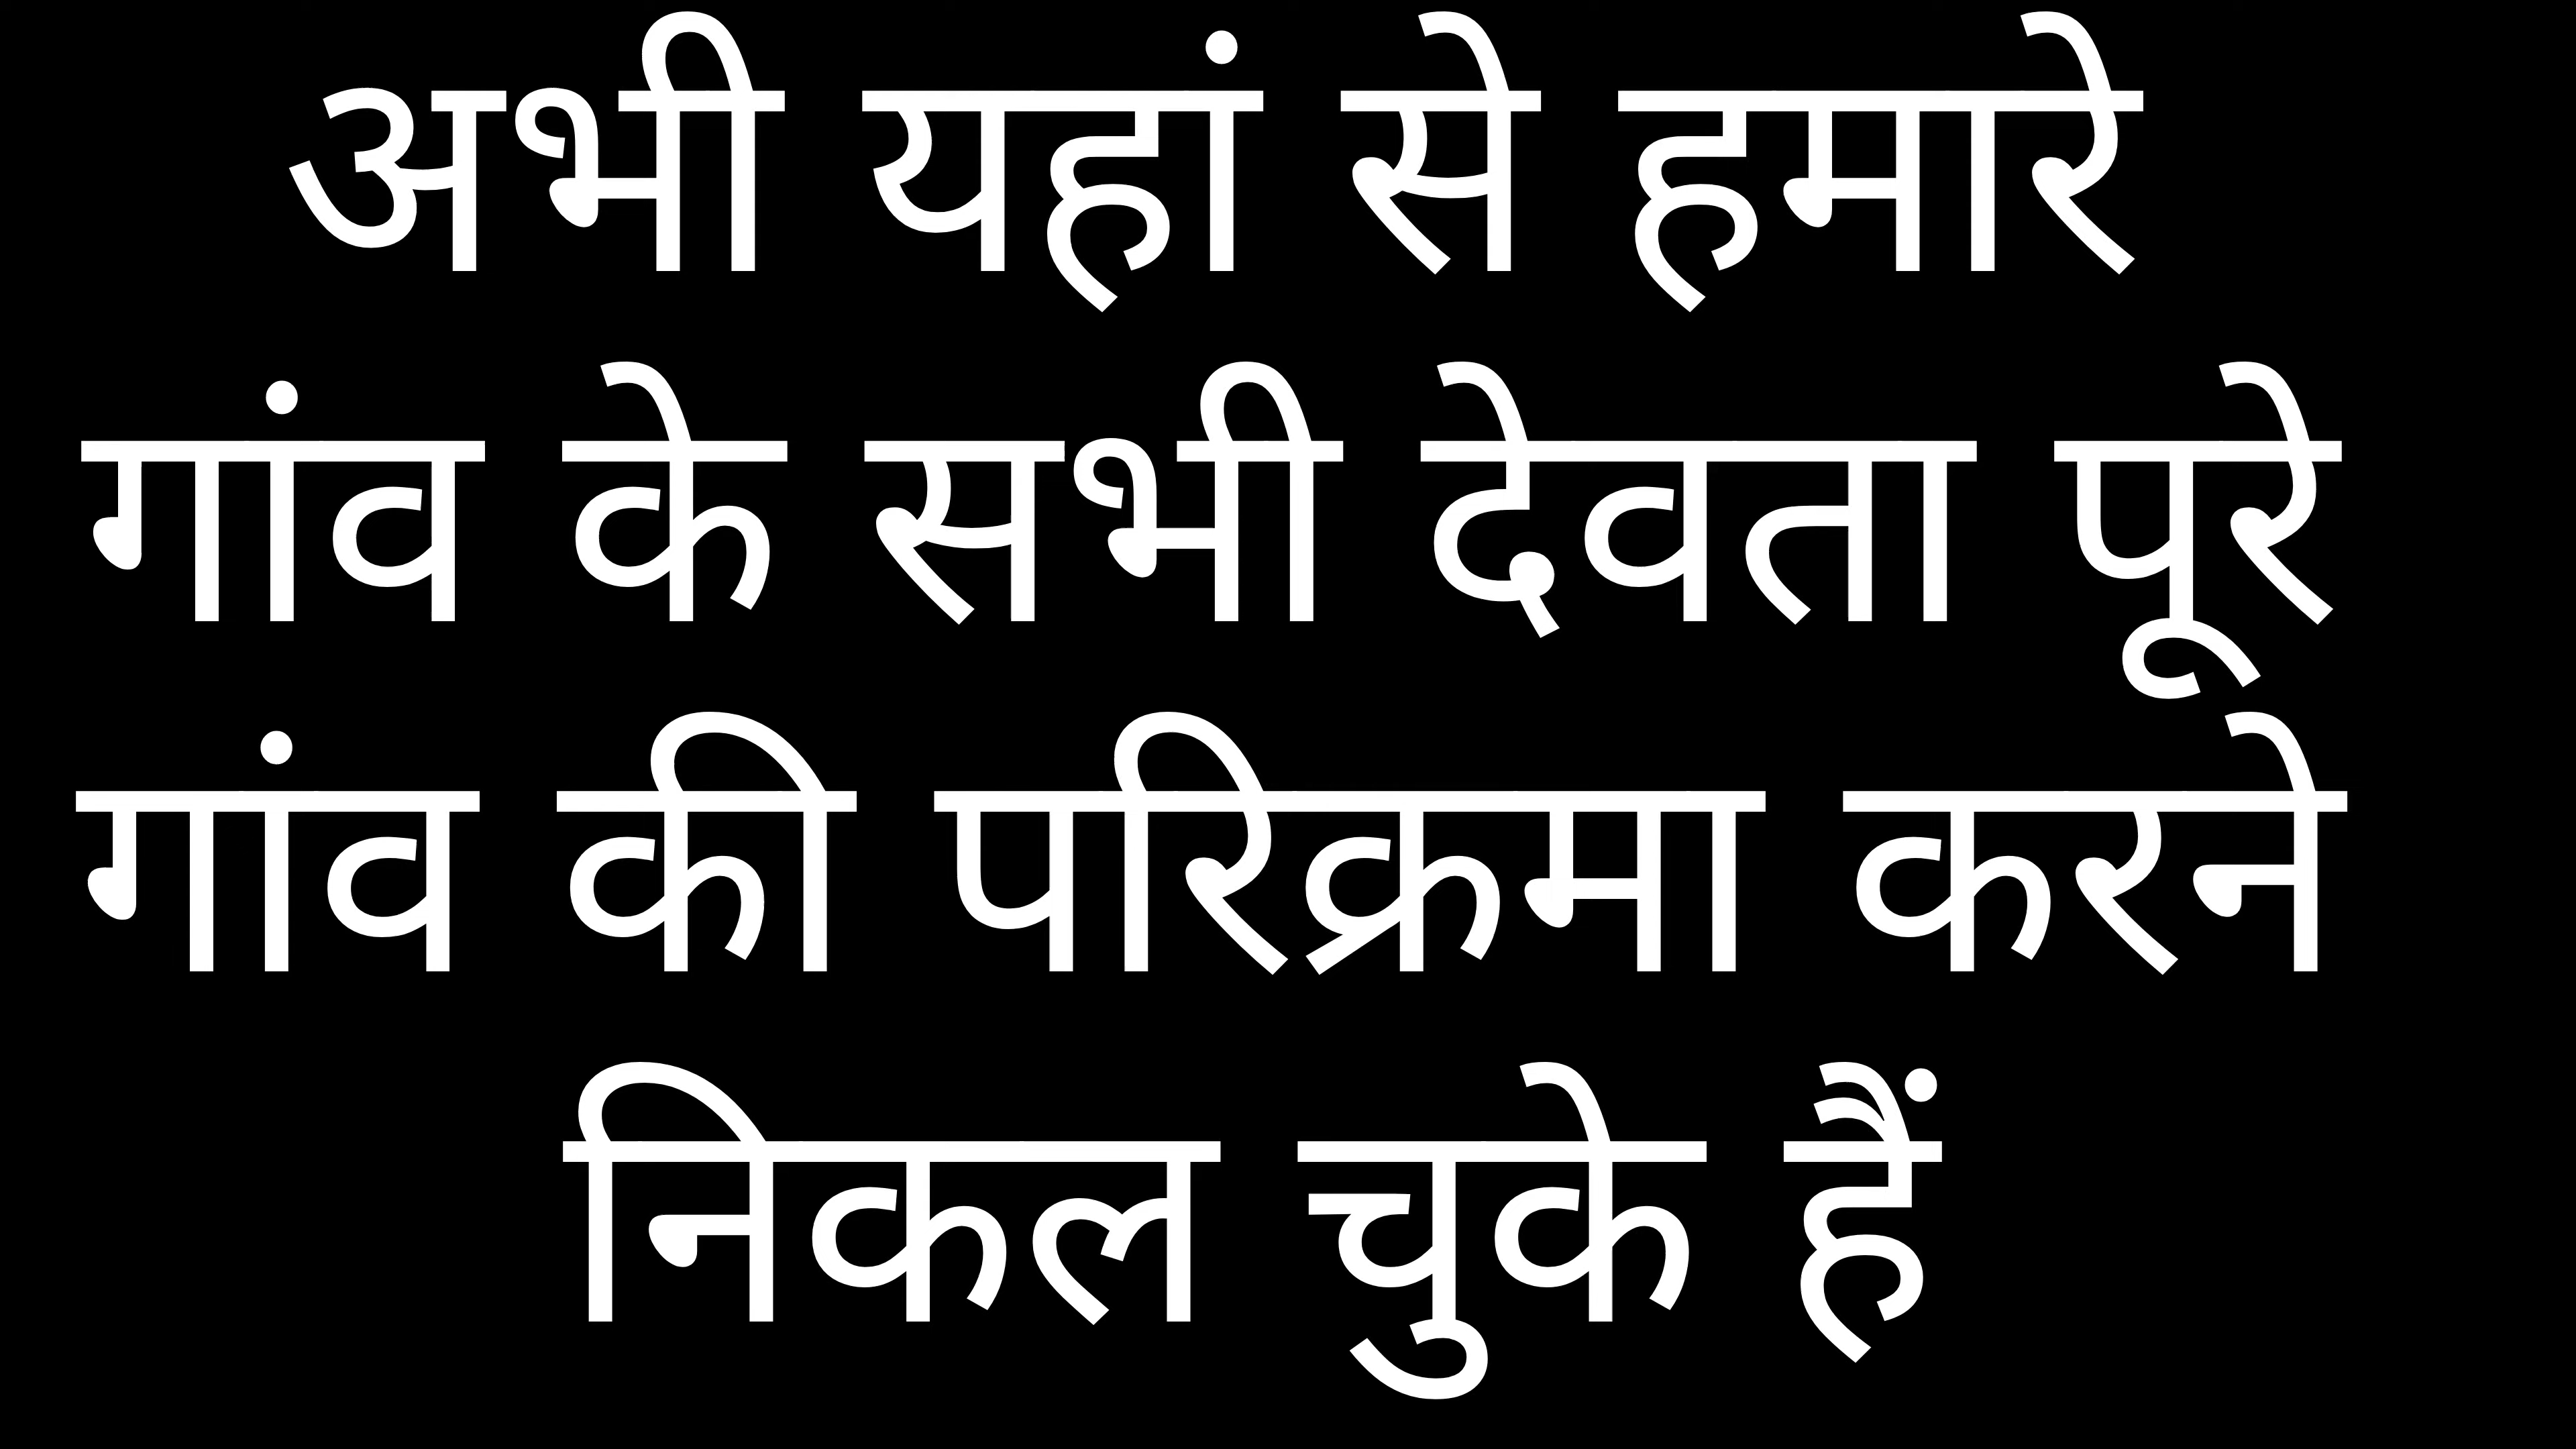 अभी यहां से हमारे
गांव के सभी देवता पूरे
गांव की परिक्रमा करने
निकल चुके हैं